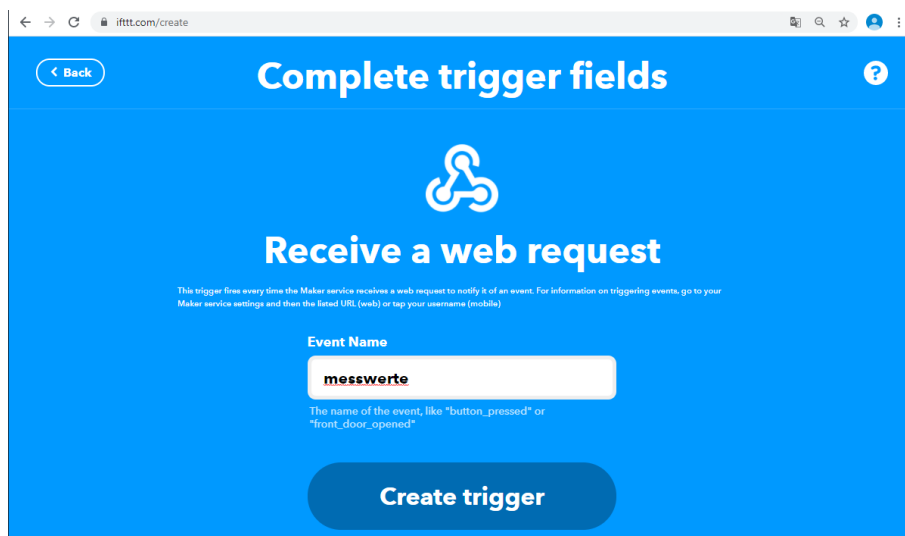 ifttt.com/create
Back
Complete trigger fields
?
Receive a web request
This trigger fires every time the Maker service receives a web request to notify it of an event. For information on triggering events, go to your
Maker service settings and then the listed URL (web) or tap your username (mobile)
Event Name
messwerte
The name of the event, like "button_pressed" or
"front_door_opened"
Create trigger